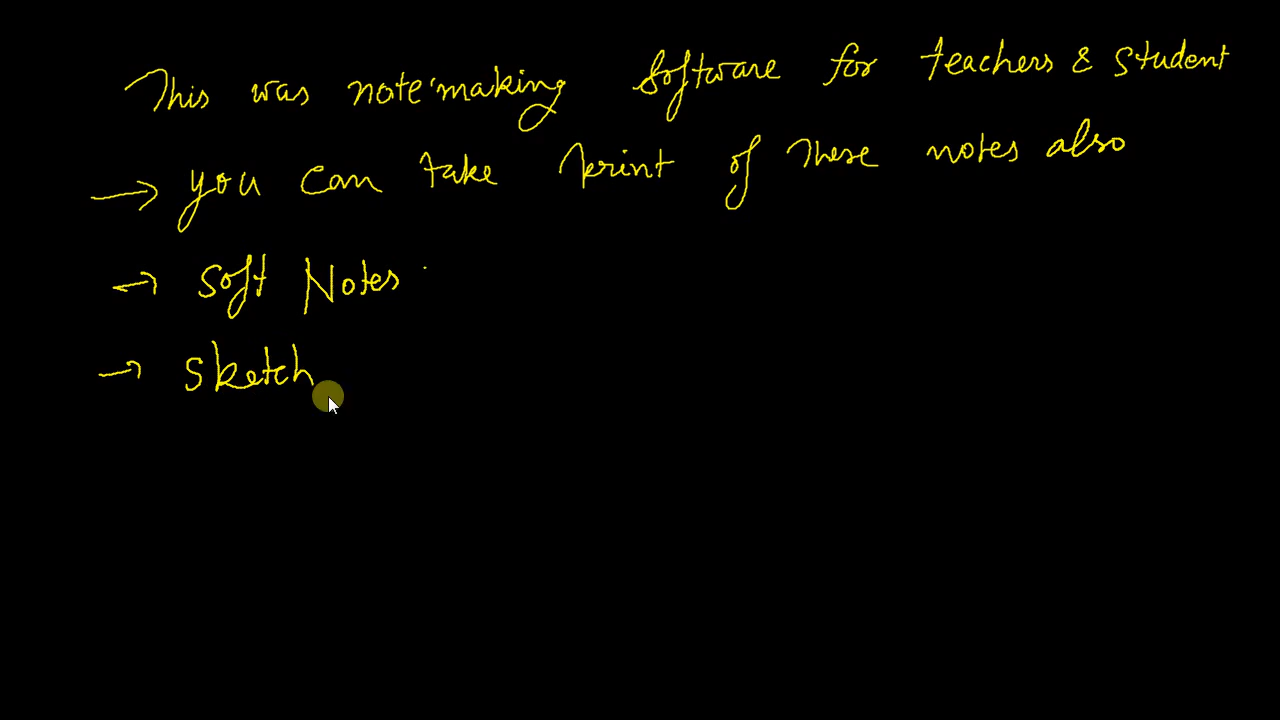 This was note making software for teachers & student
→ you can take print of these notes also
→ Soft Notes
→ Sketch